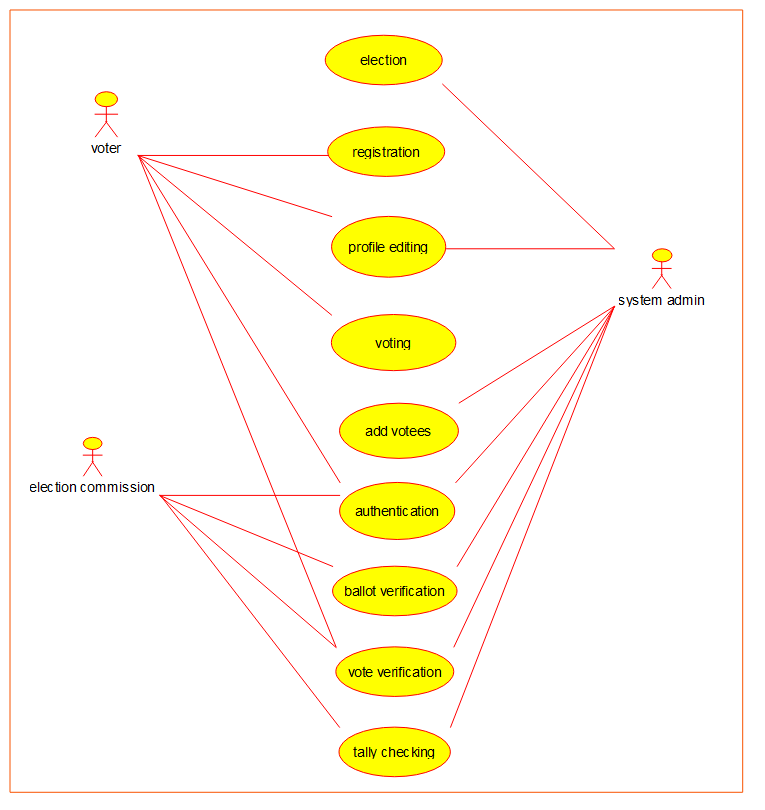 election
voter
registration
profile editing
system admin
voting
add votees
election commission
authentication
ballot verification
vote verification
tally checking